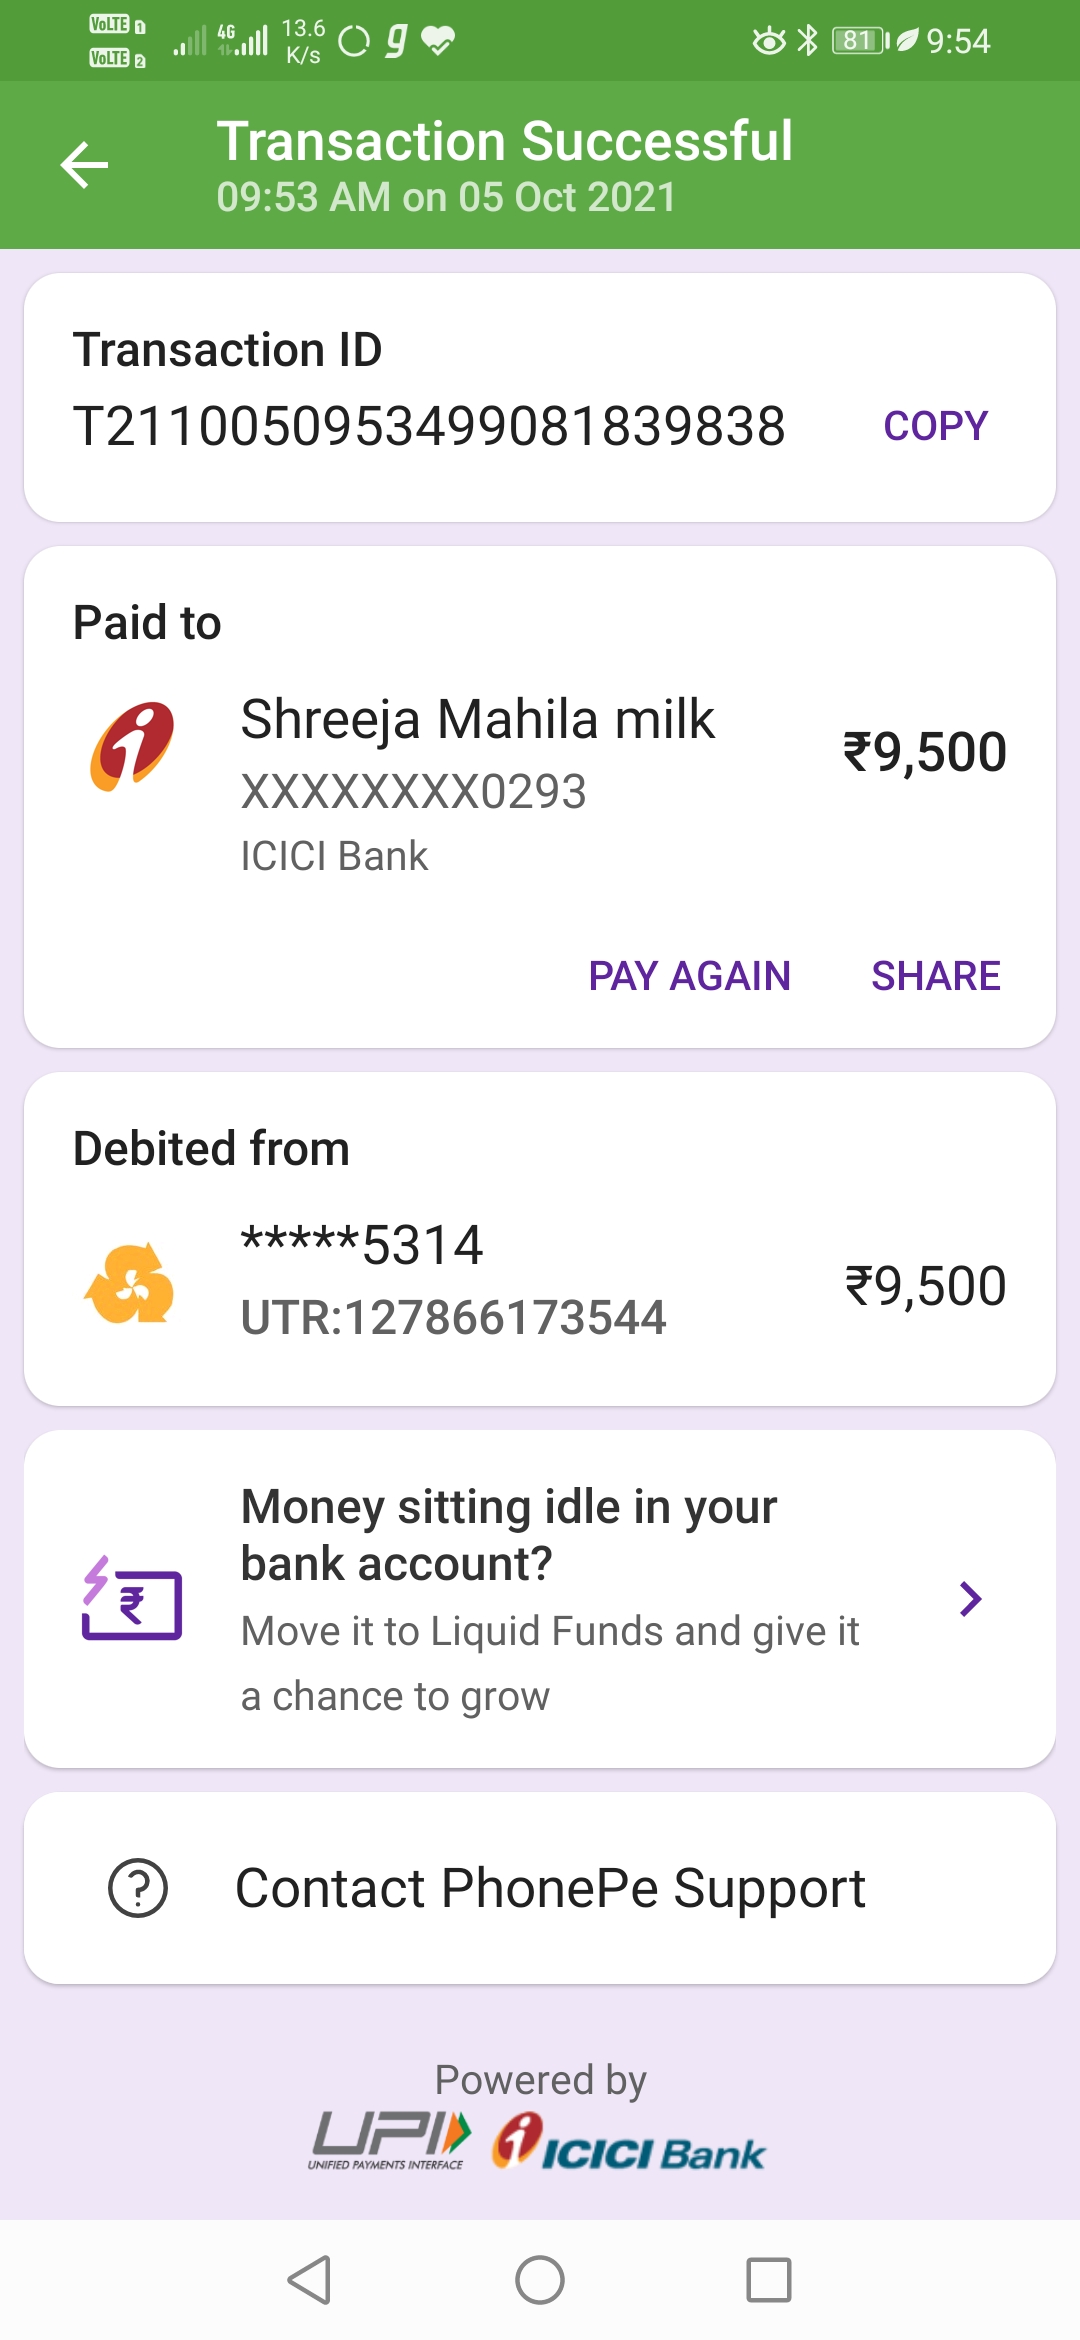 VoLTE 1
VoLTE 2
4G
13.6
K/s
g
81
9:54
Transaction Successful
09:53 AM on 05 Oct 2021
Transaction ID
T2110050953499081839838 COPY
Paid to
Shreeja Mahila milk
₹9,500
XXXXXXXX0293
ICICI Bank
PAY AGAIN SHARE
Debited from
*****5314
₹9,500
UTR:127866173544
Money sitting idle in your
bank account?
Move it to Liquid Funds and give it
a chance to grow
Contact PhonePe Support
Powered by
UPI ICICI Bank
UNIFIED PAYMENTS INTERFACE